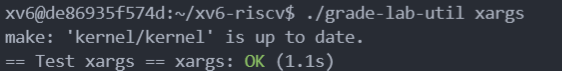 xv6@de86935f574d:~/xv6-riscv$ ./grade-lab-util xargs
make: 'kernel/kernel' is up to date.
== Test xargs == xargs: OK (1.1s)